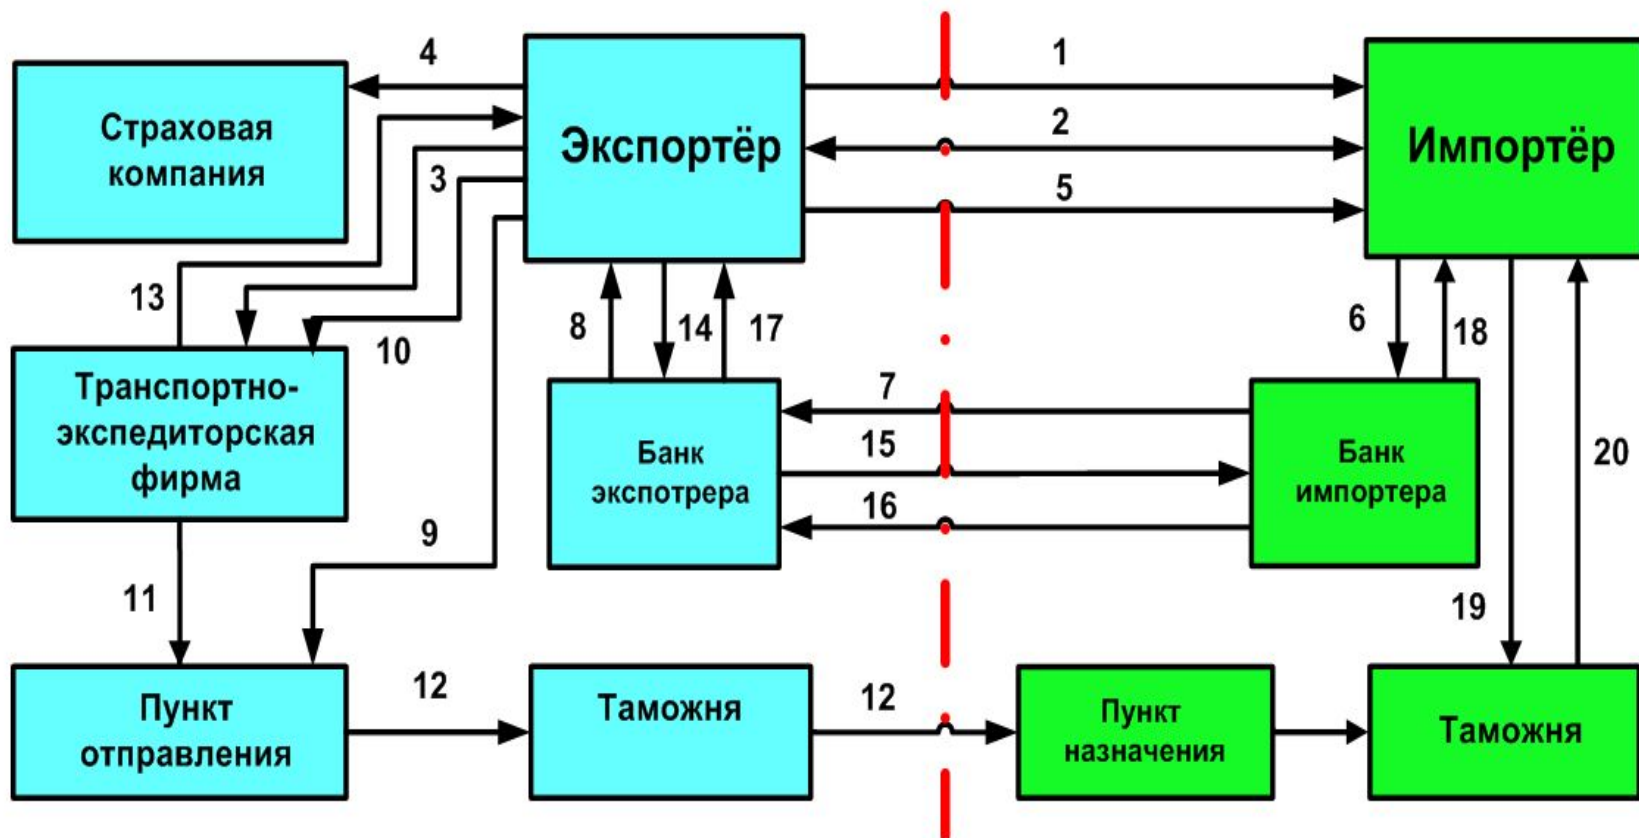 4
1
Страховая
компания
Экспортёр
2
Импортёр
3
5
13
10
8
14
17
6
18
Транспортно-
экспедиторская
фирма
7
15
16
Банк
экспотрера
Банк
импортера
20
9
11
19
12
12
Пункт
отправления
Таможня
Пункт
назначения
Таможня